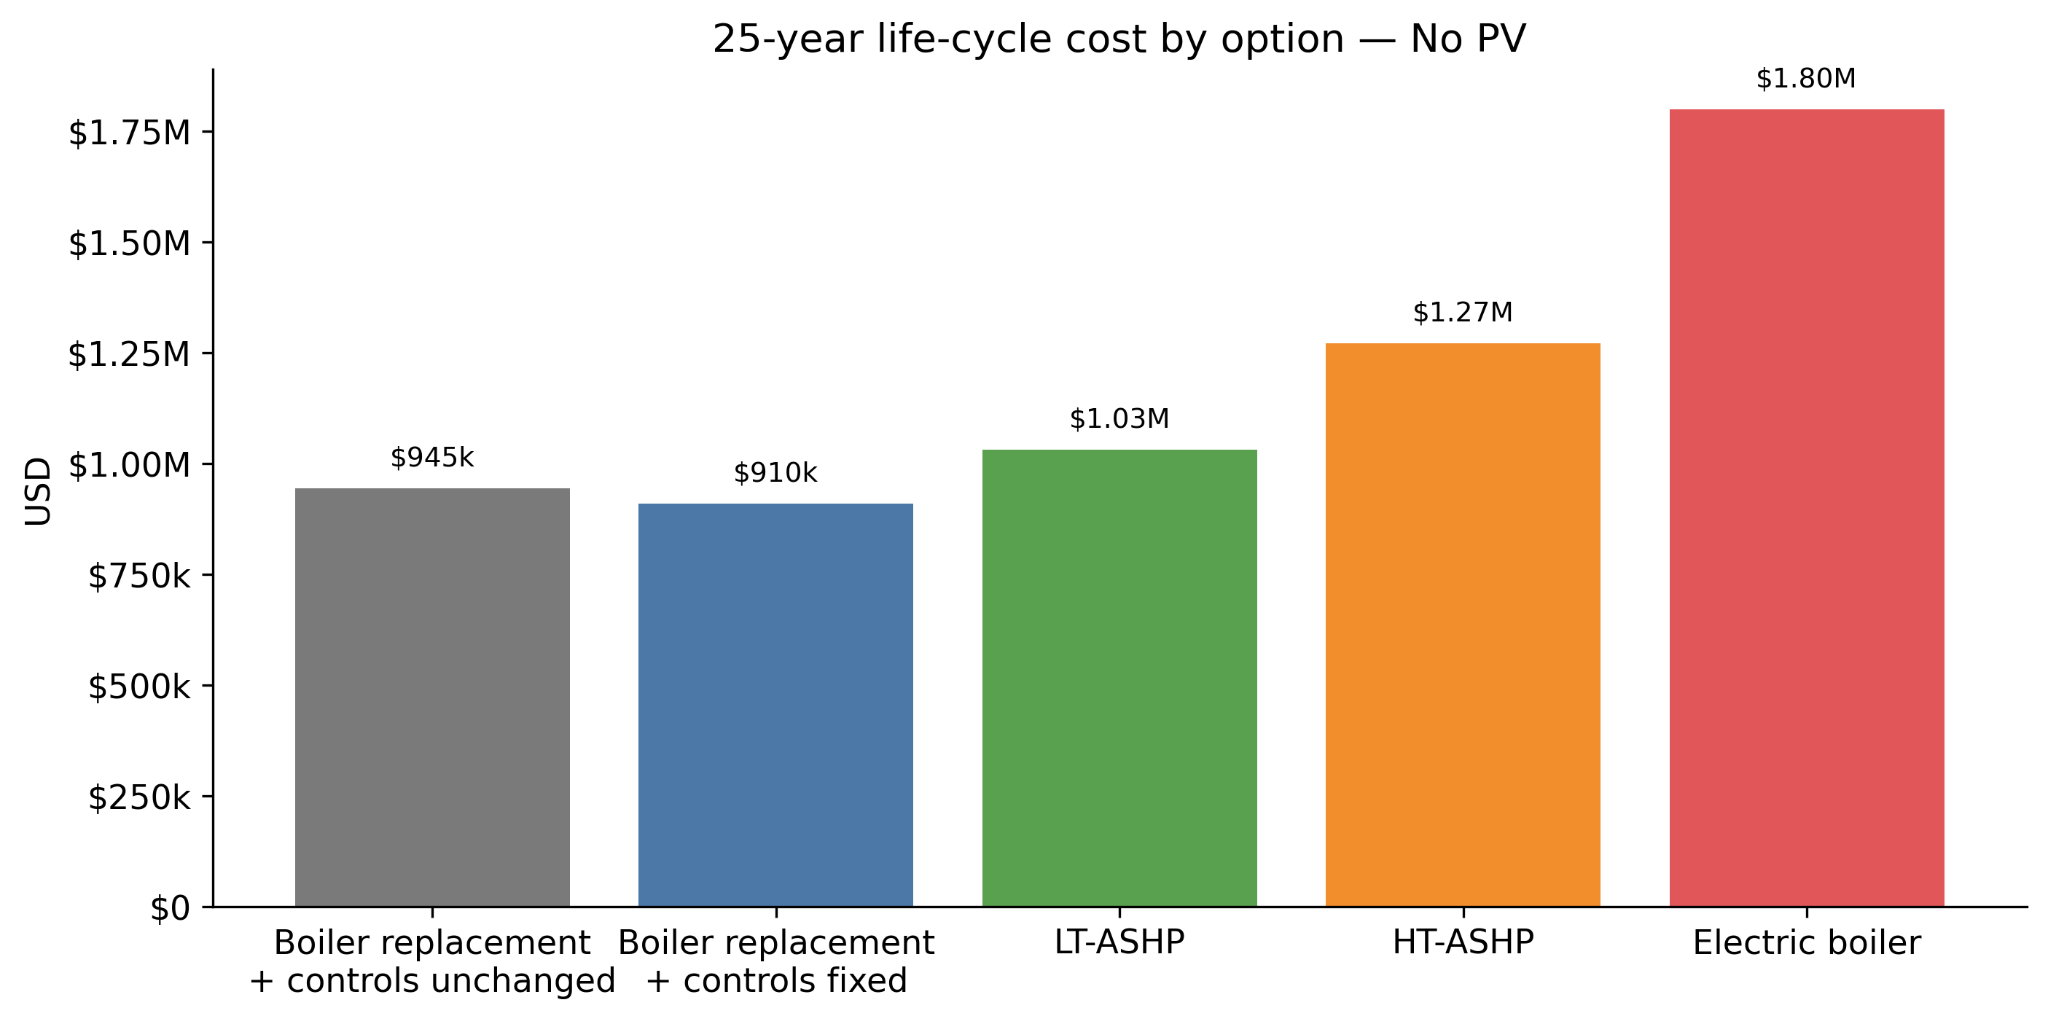 25-year life-cycle cost by option — No PV
USD
$1.75M
$1.50M
$1.25M
$1.00M
$750k
$500k
$250k
$0
$945k
$910k
$1.03M
$1.27M
$1.80M
Boiler replacement
+ controls unchanged
Boiler replacement
+ controls fixed
LT-ASHP
HT-ASHP
Electric boiler